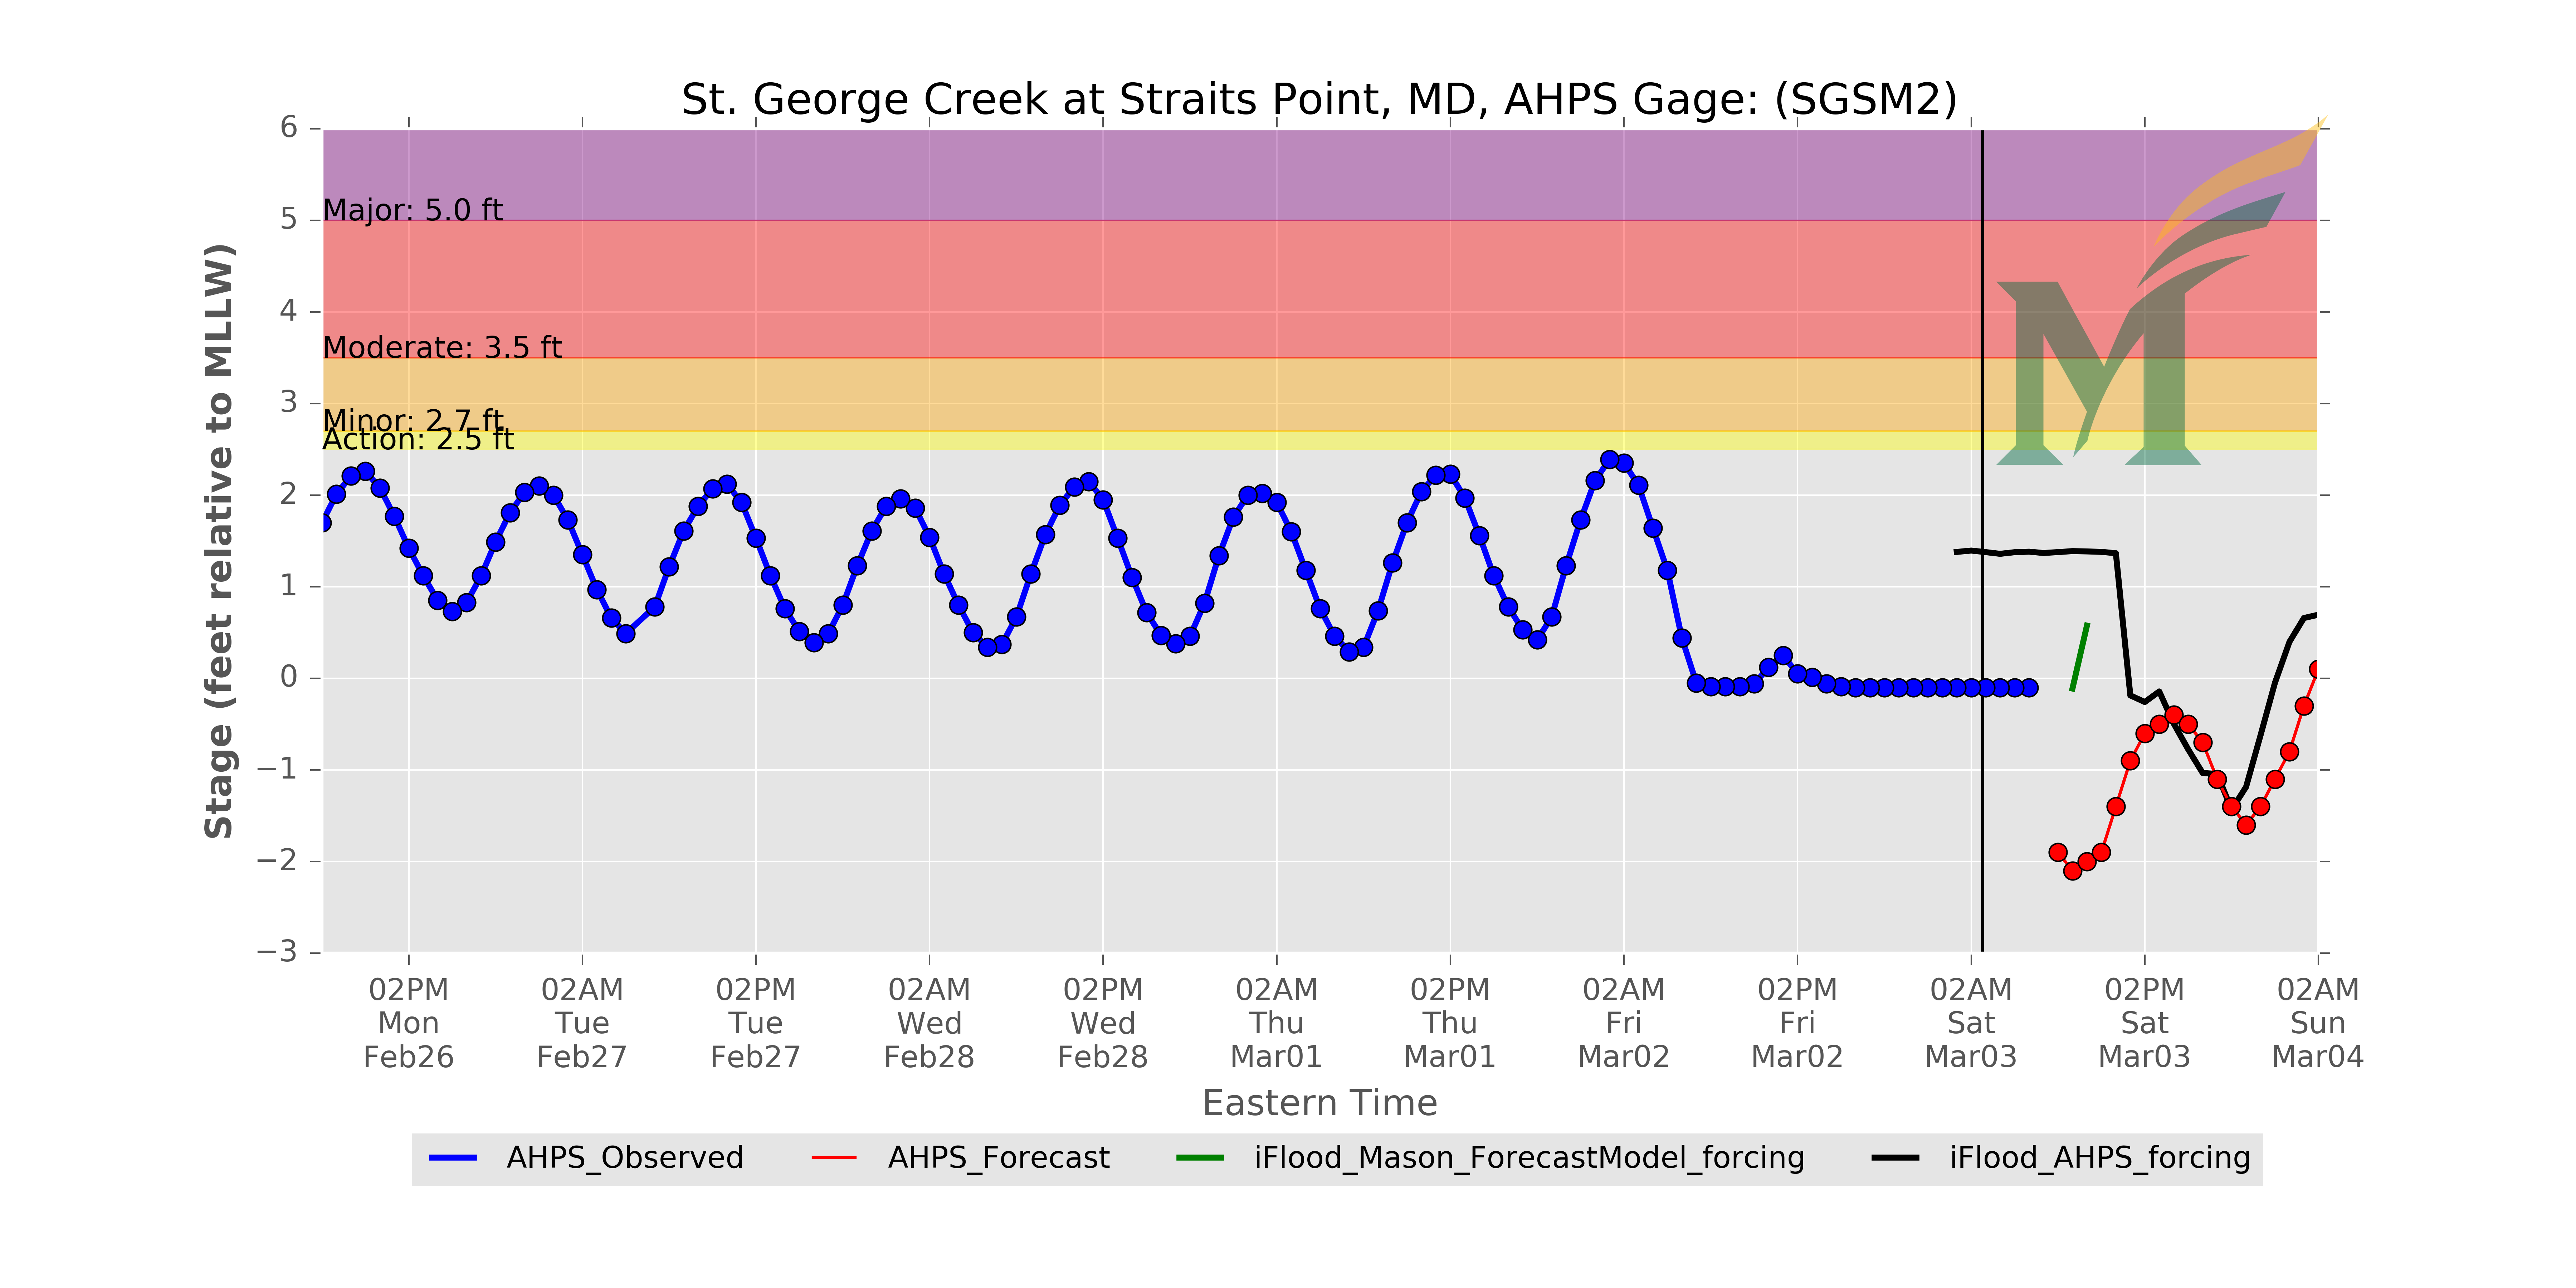 St. George Creek at Straits Point, MD, AHPS Gage: (SGSM2)
Stage (feet relative to MLLW)
6
5
4
3
2
1
0
−1
−2
−3
Major: 5.0 ft
Moderate: 3.5 ft
Minor: 2.7 ft
Action: 2.5 ft
M
02PM 02AM 02PM 02AM 02PM 02AM 02PM 02AM 02PM 02AM 02PM 02AM
Mon Tue Tue Wed Wed Thu Thu Fri Fri Sat Sat Sun
Feb26 Feb27 Feb27 Feb28 Feb28 Mar01 Mar01 Mar02 Mar02 Mar03 Mar03 Mar04
Eastern Time
AHPS_Observed AHPS_Forecast iFlood_Mason_ForecastModel_forcing iFlood_AHPS_forcing